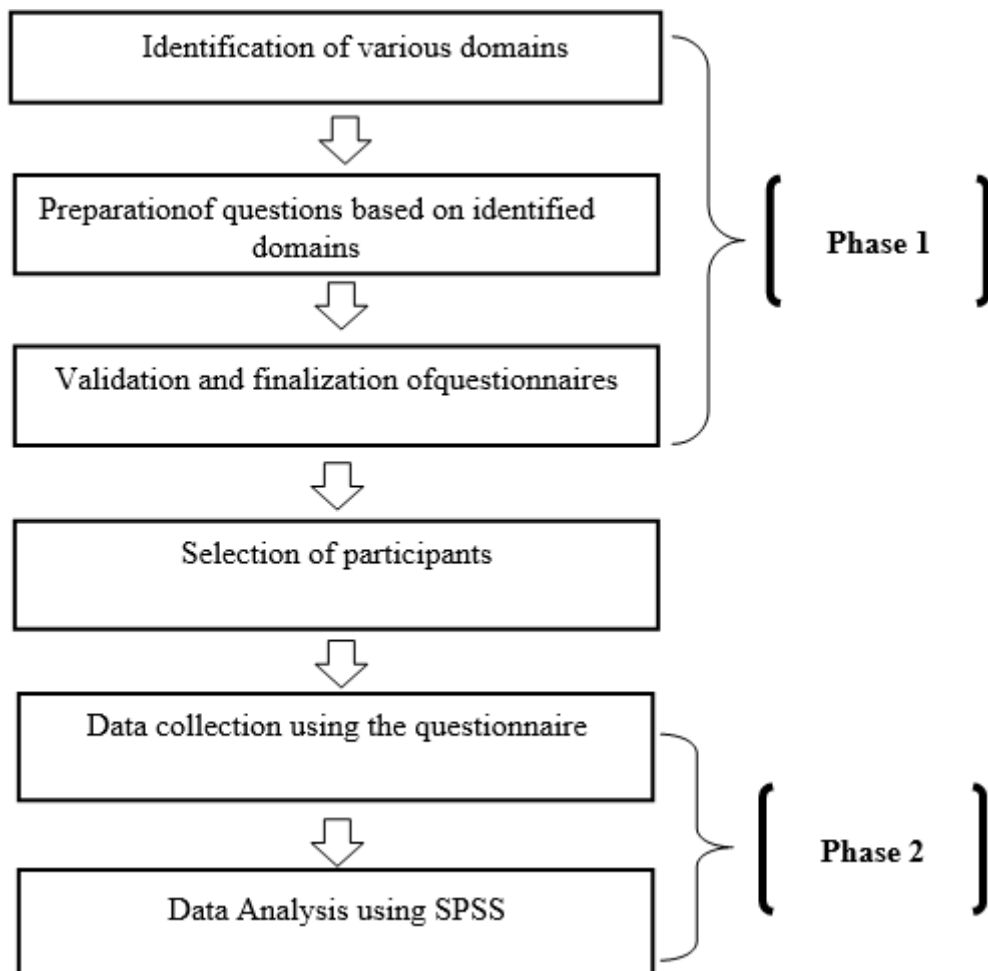 Identification of various domains
Preparationof questions based on identified
domains
Phase 1
Validation and finalization ofquestionnaires
Selection of participants
Data collection using the questionnaire
Phase 2
Data Analysis using SPSS